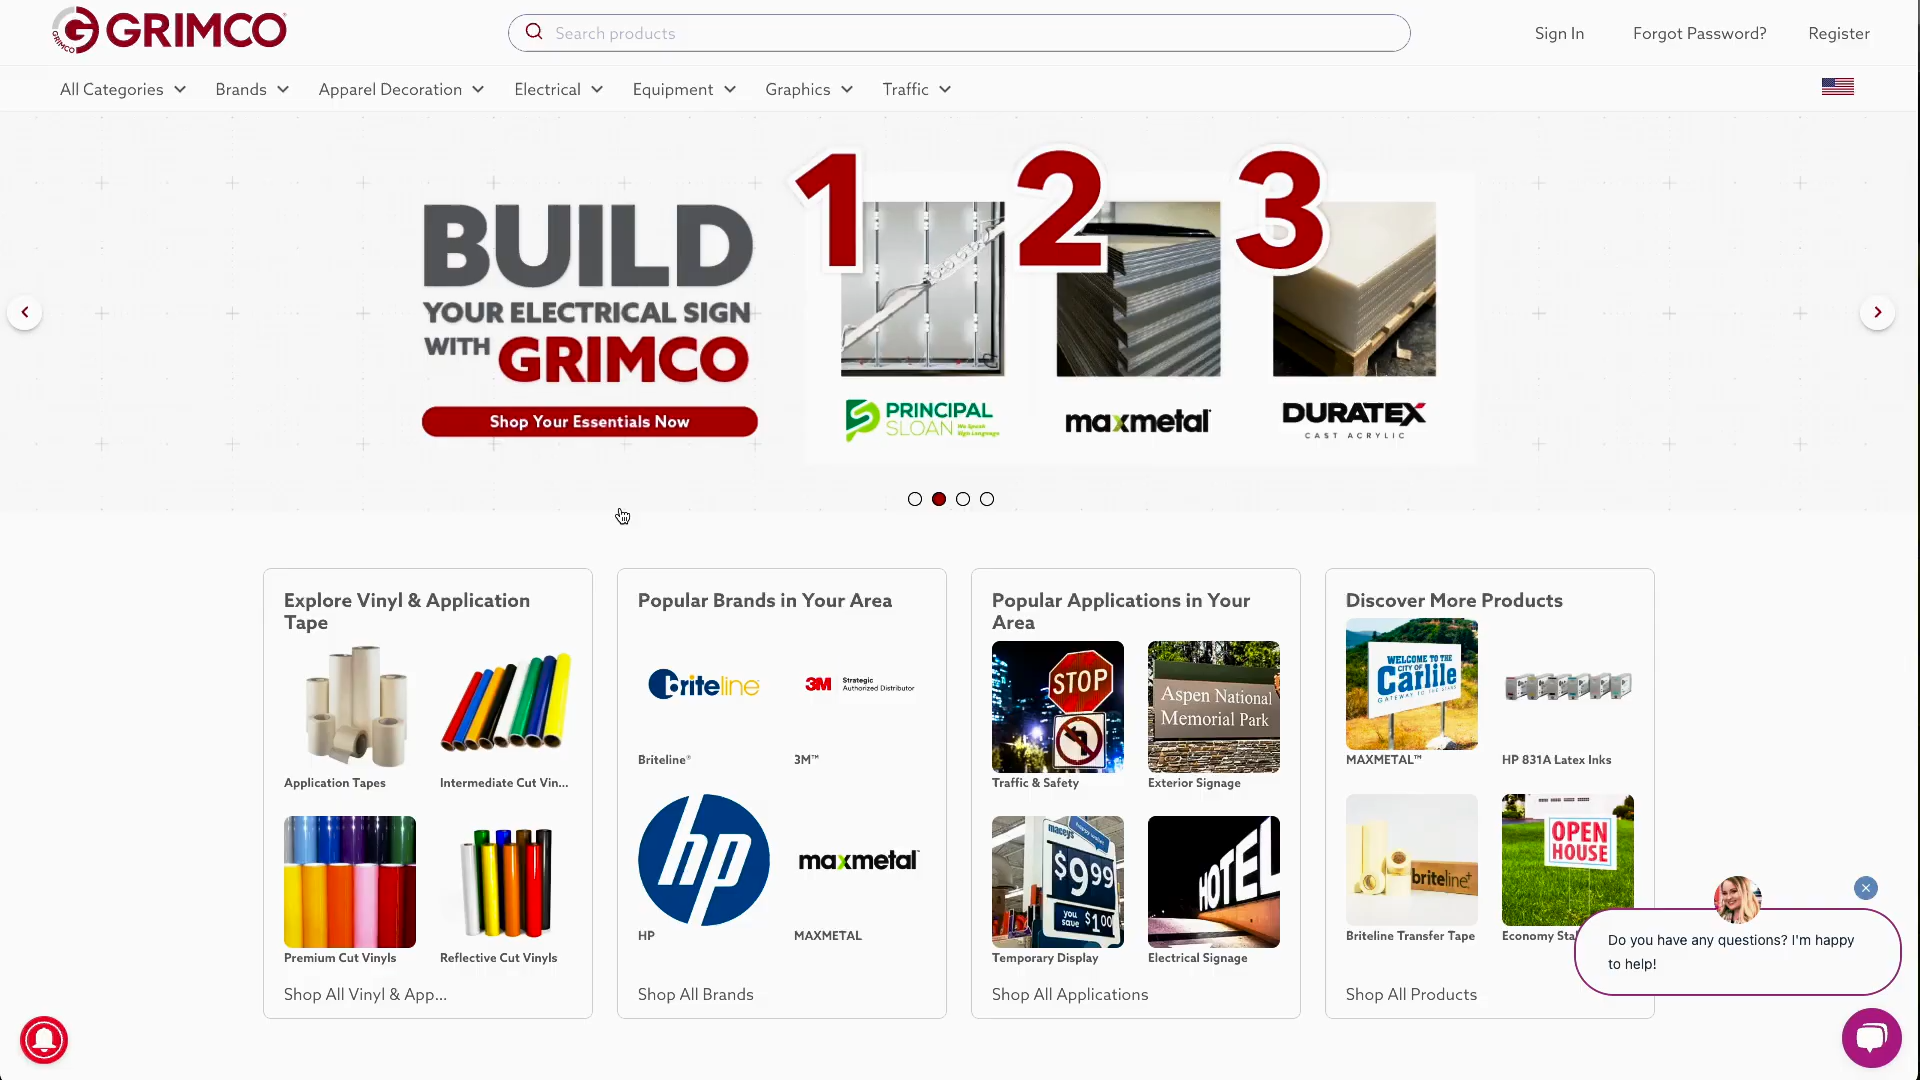 GRIMCO
GRIMCO
Search products
Sign In
Forgot Password?
Register
All Categories
Brands
Apparel Decoration
Electrical
Equipment
Graphics
Traffic
BUILD
YOUR ELECTRICAL SIGN
WITH GRIMCO
Shop Your Essentials Now
1
2
3
PRINCIPAL
SLOAN We Speak
Sign Language
maxmetal
DURATEX
CAST ACRYLIC
Explore Vinyl & Application
Tape
Application Tapes
Intermediate Cut Vin...
Premium Cut Vinyls
Reflective Cut Vinyls
Shop All Vinyl & App...
Popular Brands in Your Area
briteline
3M Strategic
Authorized Distributor
Briteline®
3M™
hp
maxmetal
HP
MAXMETAL
Shop All Brands
Popular Applications in Your
Area
STOP
Aspen National
Memorial Park
Traffic & Safety
Exterior Signage
maceys
$9.99
you
save $1.00
HOTEL
Temporary Display
Electrical Signage
Shop All Applications
Discover More Products
WELCOME TO THE
CITY OF
Carlile
GATEWAY TO THE
MAXMETAL™
HP 831A Latex Inks
briteline+
OPEN
HOUSE
Briteline Transfer Tape
Economy Sta
Shop All Products
Do you have any questions? I'm happy
to help!